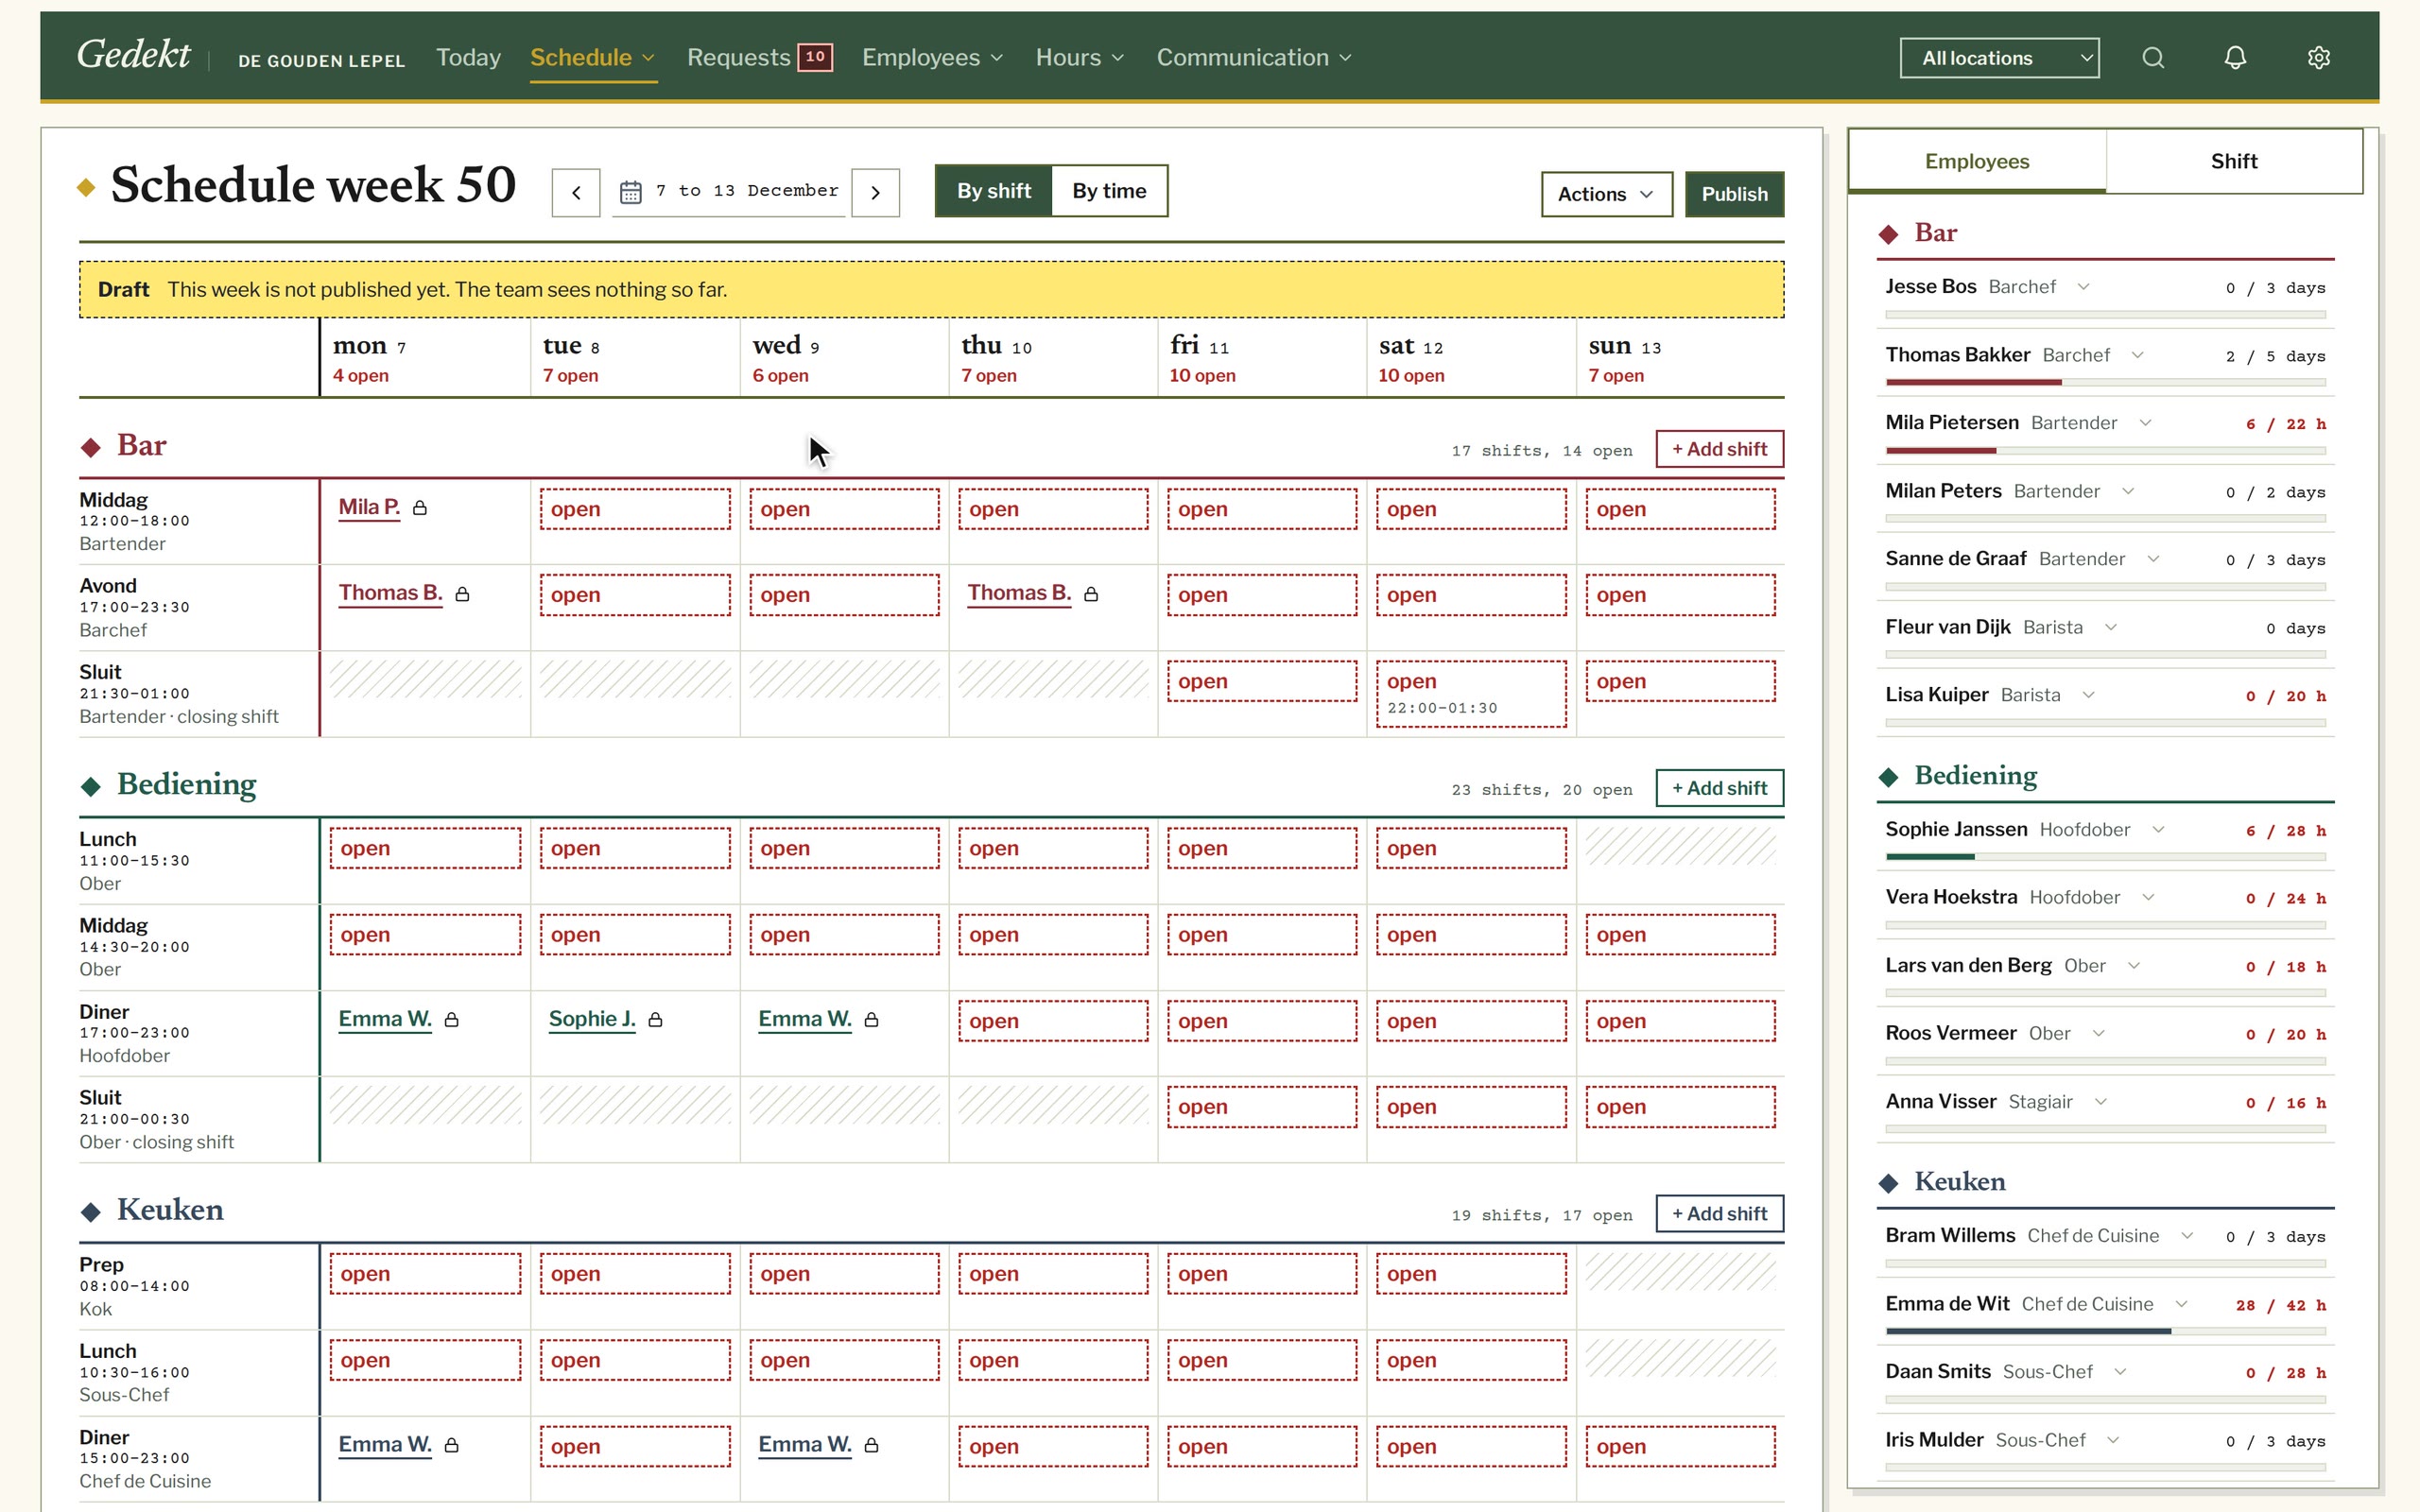 Gedekt DE GOUDEN LEPEL Today Schedule Requests 10 Employees Hours Communication All locations
Schedule week 50 7 to 13 December By shift By time Actions Publish
Draft This week is not published yet. The team sees nothing so far.
mon 7 tue 8 wed 9 thu 10 fri 11 sat 12 sun 13
4 open 7 open 6 open 7 open 10 open 10 open 7 open
Bar 17 shifts, 14 open + Add shift
Middag Mila P. open open open open open open
12:00–18:00
Bartender
Avond Thomas B. open open Thomas B. open open open
17:00–23:30
Barchef
Sluit open open open
21:30–01:00 22:00–01:30
Bartender · closing shift
Bediening 23 shifts, 20 open + Add shift
Lunch open open open open open open
11:00–15:30
Ober
Middag open open open open open open open
14:30–20:00
Ober
Diner Emma W. Sophie J. Emma W. open open open open
17:00–23:00
Hoofdober
Sluit open open open
21:00–00:30
Ober · closing shift
Keuken 19 shifts, 17 open + Add shift
Prep open open open open open open
08:00–14:00
Kok
Lunch open open open open open open
10:30–16:00
Sous-Chef
Diner Emma W. open Emma W. open open open open
15:00–23:00
Chef de Cuisine
Employees Shift
Bar
Jesse Bos Barchef 0 / 3 days
Thomas Bakker Barchef 2 / 5 days
Mila Pietersen Bartender 6 / 22 h
Milan Peters Bartender 0 / 2 days
Sanne de Graaf Bartender 0 / 3 days
Fleur van Dijk Barista 0 days
Lisa Kuiper Barista 0 / 20 h
Bediening
Sophie Janssen Hoofdober 6 / 28 h
Vera Hoekstra Hoofdober 0 / 24 h
Lars van den Berg Ober 0 / 18 h
Roos Vermeer Ober 0 / 20 h
Anna Visser Stagiair 0 / 16 h
Keuken
Bram Willems Chef de Cuisine 0 / 3 days
Emma de Wit Chef de Cuisine 28 / 42 h
Daan Smits Sous-Chef 0 / 28 h
Iris Mulder Sous-Chef 0 / 3 days